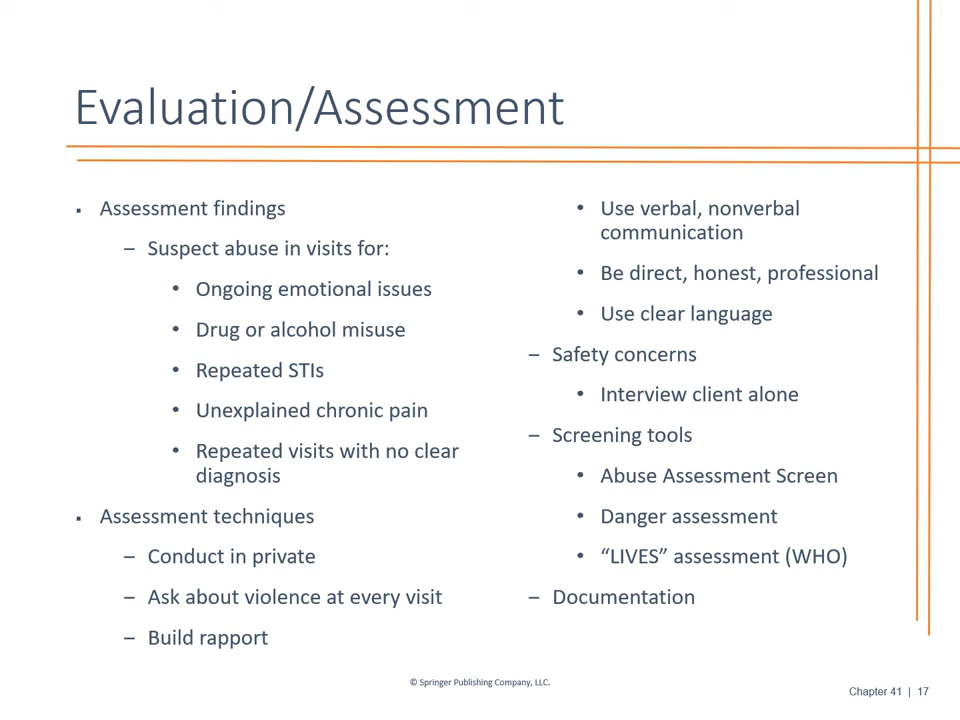 Evaluation/Assessment
▪ Assessment findings
– Suspect abuse in visits for:
• Ongoing emotional issues
• Drug or alcohol misuse
• Repeated STIs
• Unexplained chronic pain
• Repeated visits with no clear
diagnosis
▪ Assessment techniques
– Conduct in private
– Ask about violence at every visit
– Build rapport
• Use verbal, nonverbal
communication
• Be direct, honest, professional
• Use clear language
– Safety concerns
• Interview client alone
– Screening tools
• Abuse Assessment Screen
• Danger assessment
• “LIVES” assessment (WHO)
– Documentation
© Springer Publishing Company, LLC.
Chapter 41 | 17